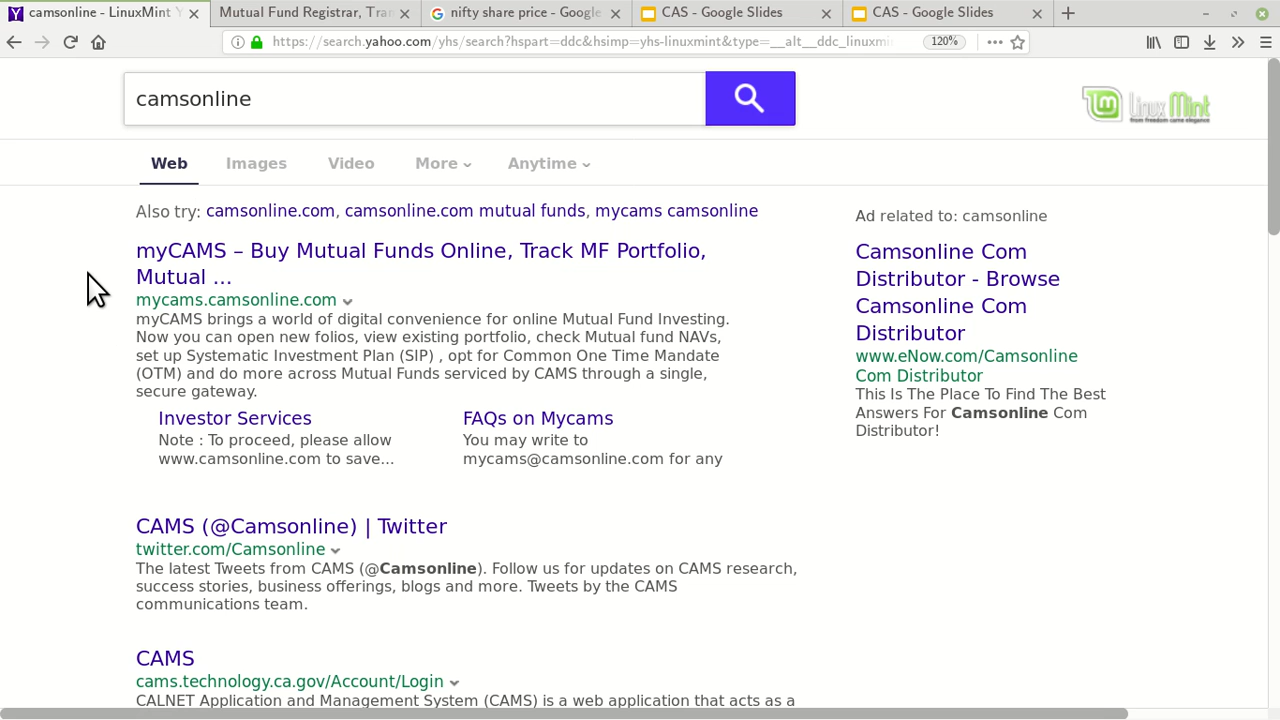 camsonline - LinuxMint Y
Mutual Fund Registrar, Tra
nifty share price - Google
CAS - Google Slides
CAS - Google Slides
https://search.yahoo.com/yhs/search?hspart=ddc&hsimp=yhs-linuxmint&type=__alt__ddc_linuxmi
120%
camsonline
Linux Mint
from freedom came elegance
Web Images Video More Anytime
Also try: camsonline.com, camsonline.com mutual funds, mycams camsonline
myCAMS – Buy Mutual Funds Online, Track MF Portfolio,
Mutual ...
mycams.camsonline.com
myCAMS brings a world of digital convenience for online Mutual Fund Investing.
Now you can open new folios, view existing portfolio, check Mutual fund NAVs,
set up Systematic Investment Plan (SIP) , opt for Common One Time Mandate
(OTM) and do more across Mutual Funds serviced by CAMS through a single,
secure gateway.
Investor Services
Note : To proceed, please allow
www.camsonline.com to save...
FAQs on Mycams
You may write to
mycams@camsonline.com for any
CAMS (@Camsonline) | Twitter
twitter.com/Camsonline
The latest Tweets from CAMS (@Camsonline). Follow us for updates on CAMS research,
success stories, business offerings, blogs and more. Tweets by the CAMS
communications team.
CAMS
cams.technology.ca.gov/Account/Login
CALNET Application and Management System (CAMS) is a web application that acts as a
Ad related to: camsonline
Camsonline Com
Distributor - Browse
Camsonline Com
Distributor
www.eNow.com/Camsonline
Com Distributor
This Is The Place To Find The Best
Answers For Camsonline Com
Distributor!